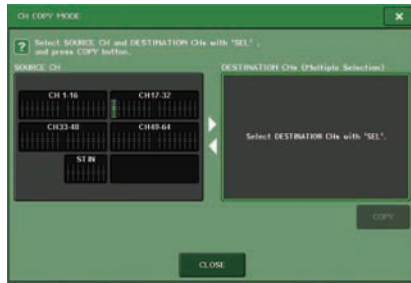 CH COPY MODE
?
Select SOURCE CH and DESTINATION CHs with "SEL",
and press COPY button.
SOURCE CH
DESTINATION CHs (Multiple Selection)
CH 1-16
CH17-32
CH33-48
CH49-64
ST IN
Select DESTINATION CHs with "SEL".
COPY
CLOSE